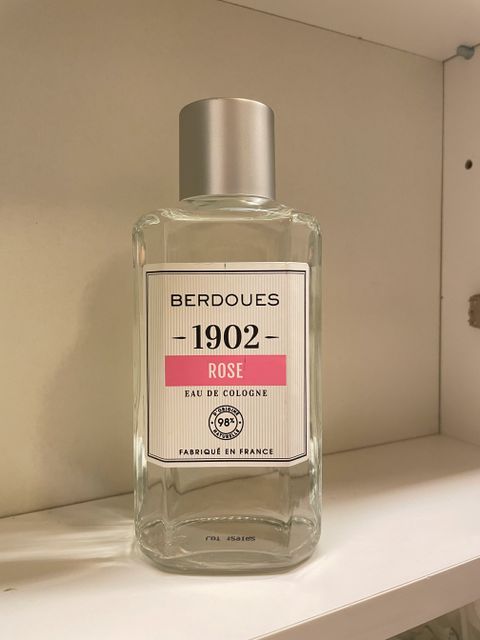 BERDOUES
-1902-
ROSE
EAU DE COLOGNE
D'ORIGINE
98%
NATURELLE
FABRIQUÉ EN FRANCE